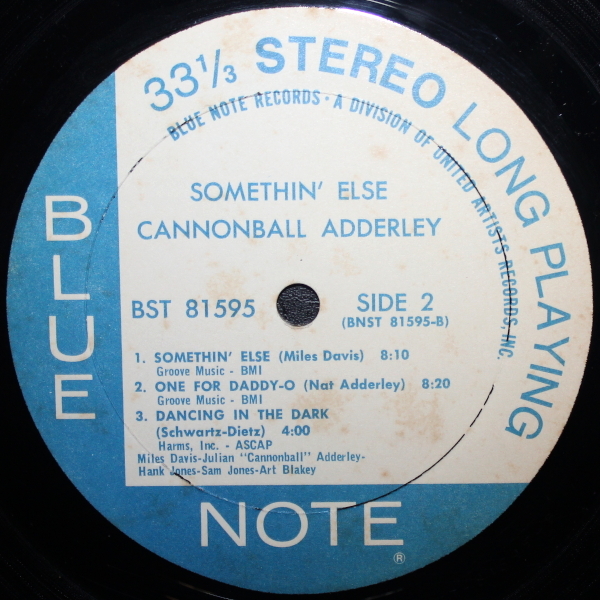 33 1/3 STEREO LONG PLAYING
BLUE NOTE RECORDS · A DIVISION OF UNITED ARTISTS RECORDS, INC.
SOMETHIN' ELSE
CANNONBALL ADDERLEY
BST 81595
SIDE 2
(BNST 81595-B)
1. SOMETHIN' ELSE (Miles Davis) 8:10
Groove Music - BMI
2. ONE FOR DADDY-O (Nat Adderley) 8:20
Groove Music - BMI
3. DANCING IN THE DARK
(Schwartz-Dietz) 4:00
Harms, Inc. - ASCAP
Miles Davis-Julian "Cannonball" Adderley-
Hank Jones-Sam Jones-Art Blakey
BLUE
NOTE
®